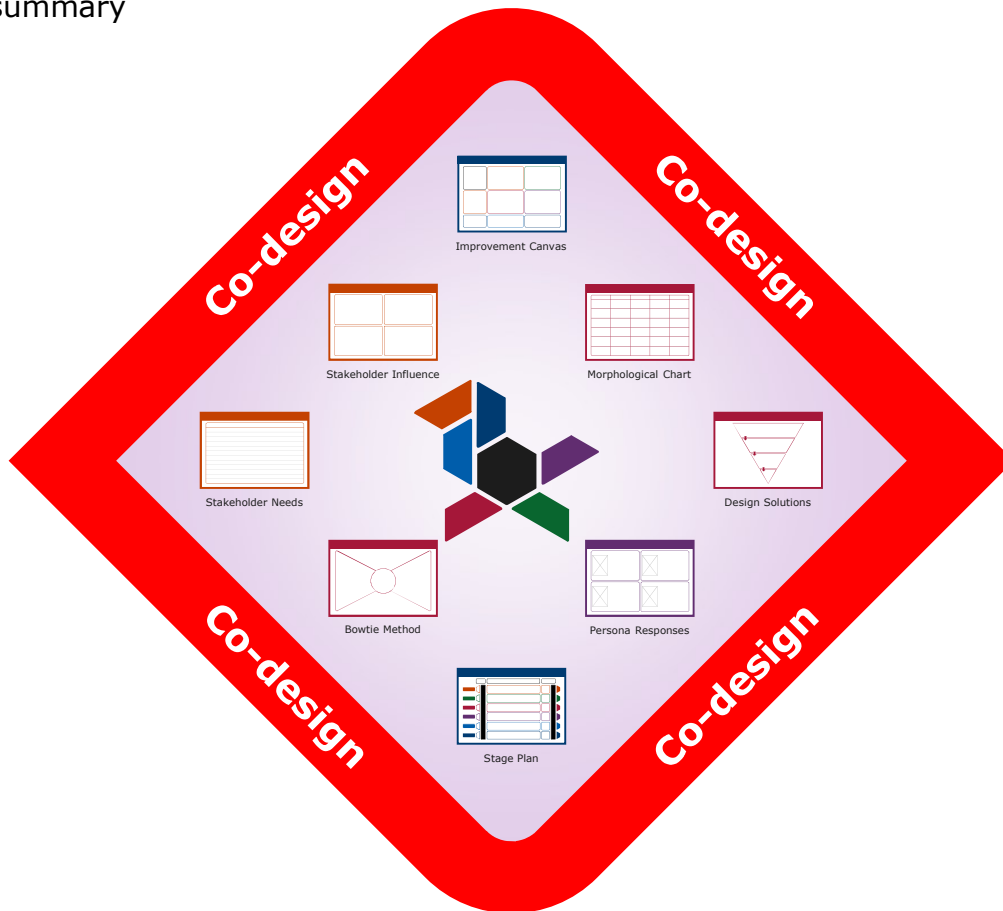 summary
Co-design
Co-design
Improvement Canvas
Stakeholder Influence
Morphological Chart
Stakeholder Needs
Design Solutions
Bowtie Method
Persona Responses
Co-design
Co-design
Stage Plan